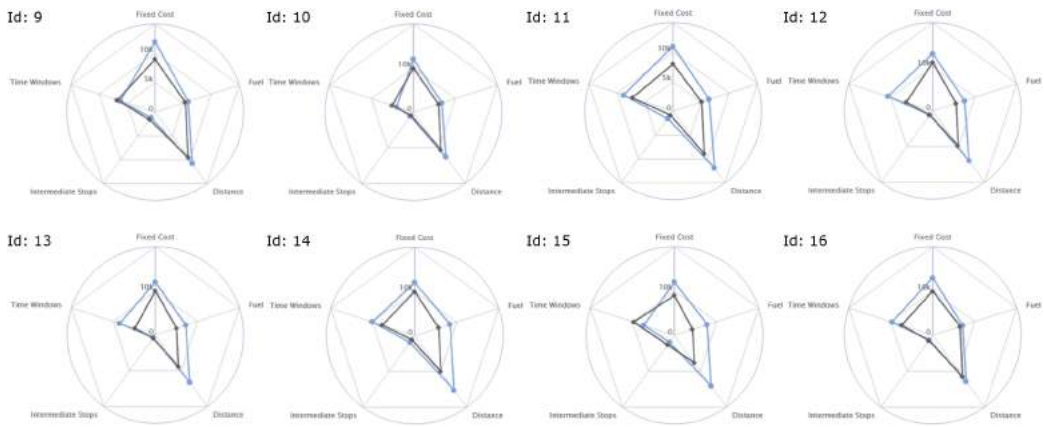 Id: 9
Fixed Cost
10k
5k
0
Time Windows
Fuel
Intermediate Stops
Distance
Id: 10
Fixed Cost
10k
0
Time Windows
Fuel
Intermediate Stops
Distance
Id: 11
Fixed Cost
10k
5k
0
Time Windows
Fuel
Intermediate Stops
Distance
Id: 12
Fixed Cost
10k
0
Time Windows
Fuel
Intermediate Stops
Distance
Id: 13
Fixed Cost
10k
0
Time Windows
Fuel
Intermediate Stops
Distance
Id: 14
Fixed Cost
10k
0
Time Windows
Fuel
Intermediate Stops
Distance
Id: 15
Fixed Cost
10k
0
Time Windows
Fuel
Intermediate Stops
Distance
Id: 16
Fixed Cost
10k
0
Time Windows
Fuel
Intermediate Stops
Distance